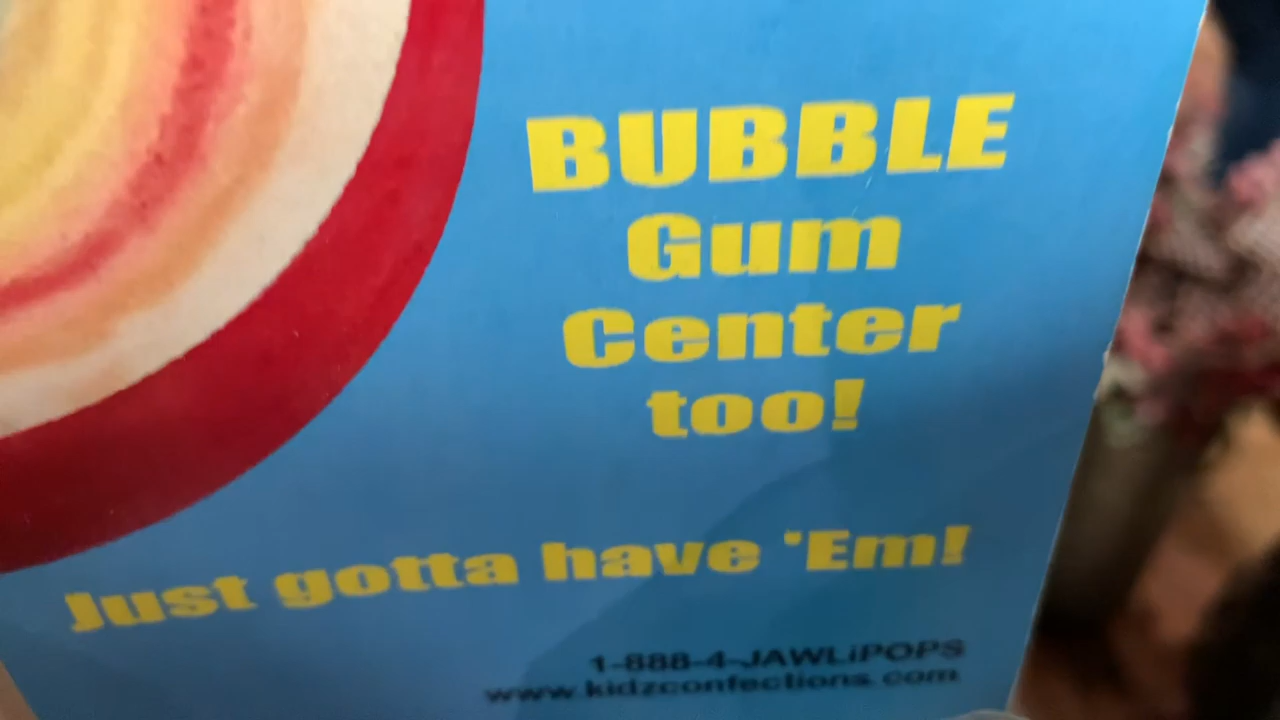 BUBBLE
Gum
Center
too!
Just gotta have 'Em!
1-888-4-JAWLiPOPS
www.kidzconfections.com